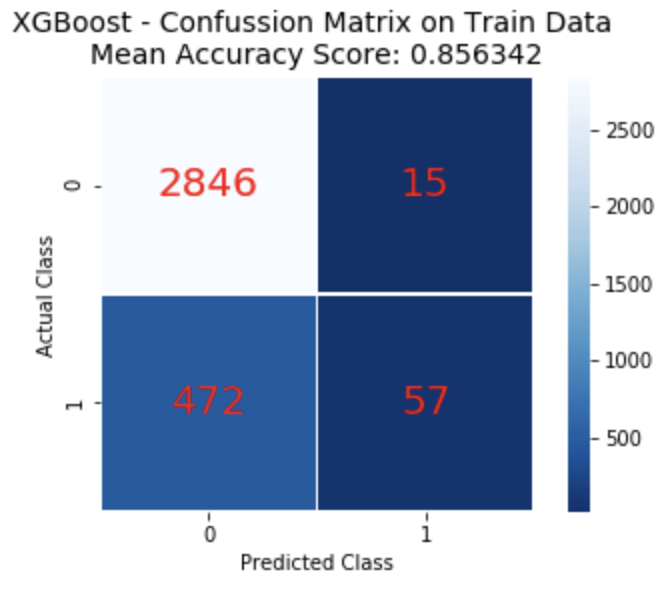 XGBoost - Confussion Matrix on Train Data
Mean Accuracy Score: 0.856342
2846 15
472 57
0
1
Actual Class
0 1
Predicted Class
2500
2000
1500
1000
500